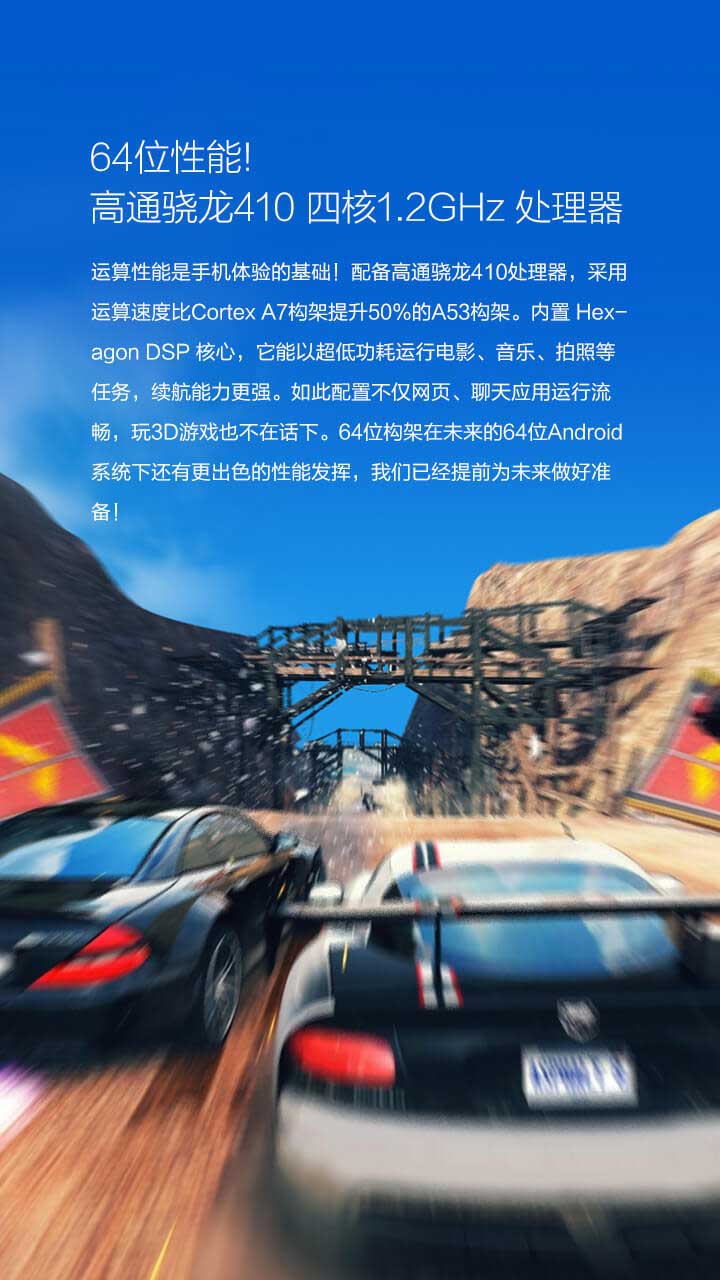 64位性能!
高通骁龙410 四核1.2GHz 处理器
运算性能是手机体验的基础！配备高通骁龙410处理器，采用
运算速度比Cortex A7构架提升50%的A53构架。内置 Hex-
agon DSP 核心，它能以超低功耗运行电影、音乐、拍照等
任务，续航能力更强。如此配置不仅网页、聊天应用运行流
畅，玩3D游戏也不在话下。64位构架在未来的64位Android
系统下还有更出色的性能发挥，我们已经提前为未来做好准
备！